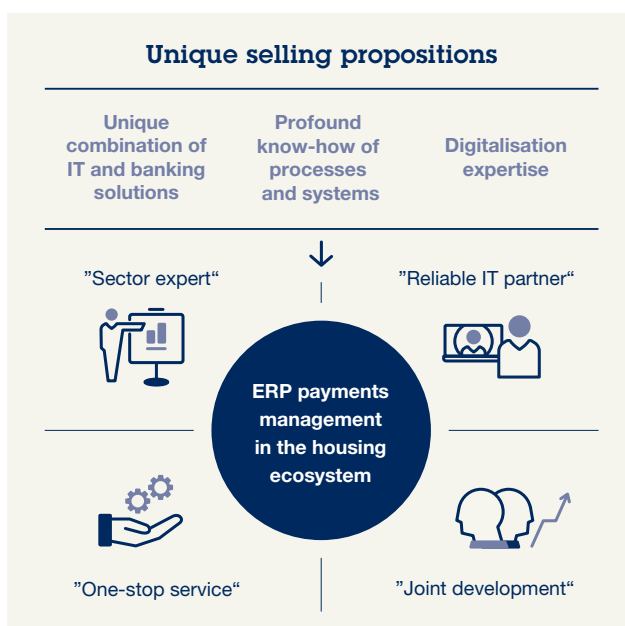 Unique selling propositions
Unique
combination of
IT and banking
solutions
Profound
know-how of
processes
and systems
Digitalisation
expertise
”Sector expert“
”Reliable IT partner“
ERP payments
management
in the housing
ecosystem
”One-stop service“
”Joint development“